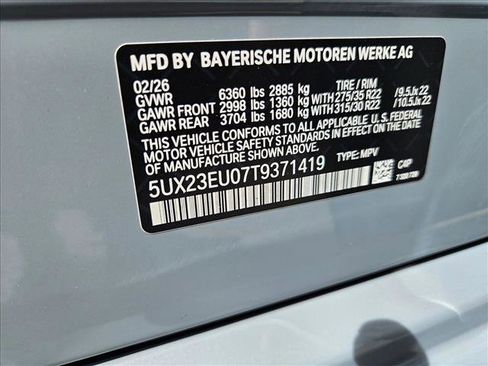 MFD BY BAYERISCHE MOTOREN WERKE AG
02/26 TIRE / RIM
GVWR 6360 lbs 2885 kg
GAWR FRONT 2998 lbs 1360 kg WITH 275/35 R22 /9.5Jx22
GAWR REAR 3704 lbs 1680 kg WITH 315/30 R22 /10.5Jx22
THIS VEHICLE CONFORMS TO ALL APPLICABLE U.S. FEDERAL
MOTOR VEHICLE SAFETY STANDARDS IN EFFECT ON THE DATE
OF MANUFACTURE SHOWN ABOVE.
5UX23EU07T9371419 TYPE: MPV